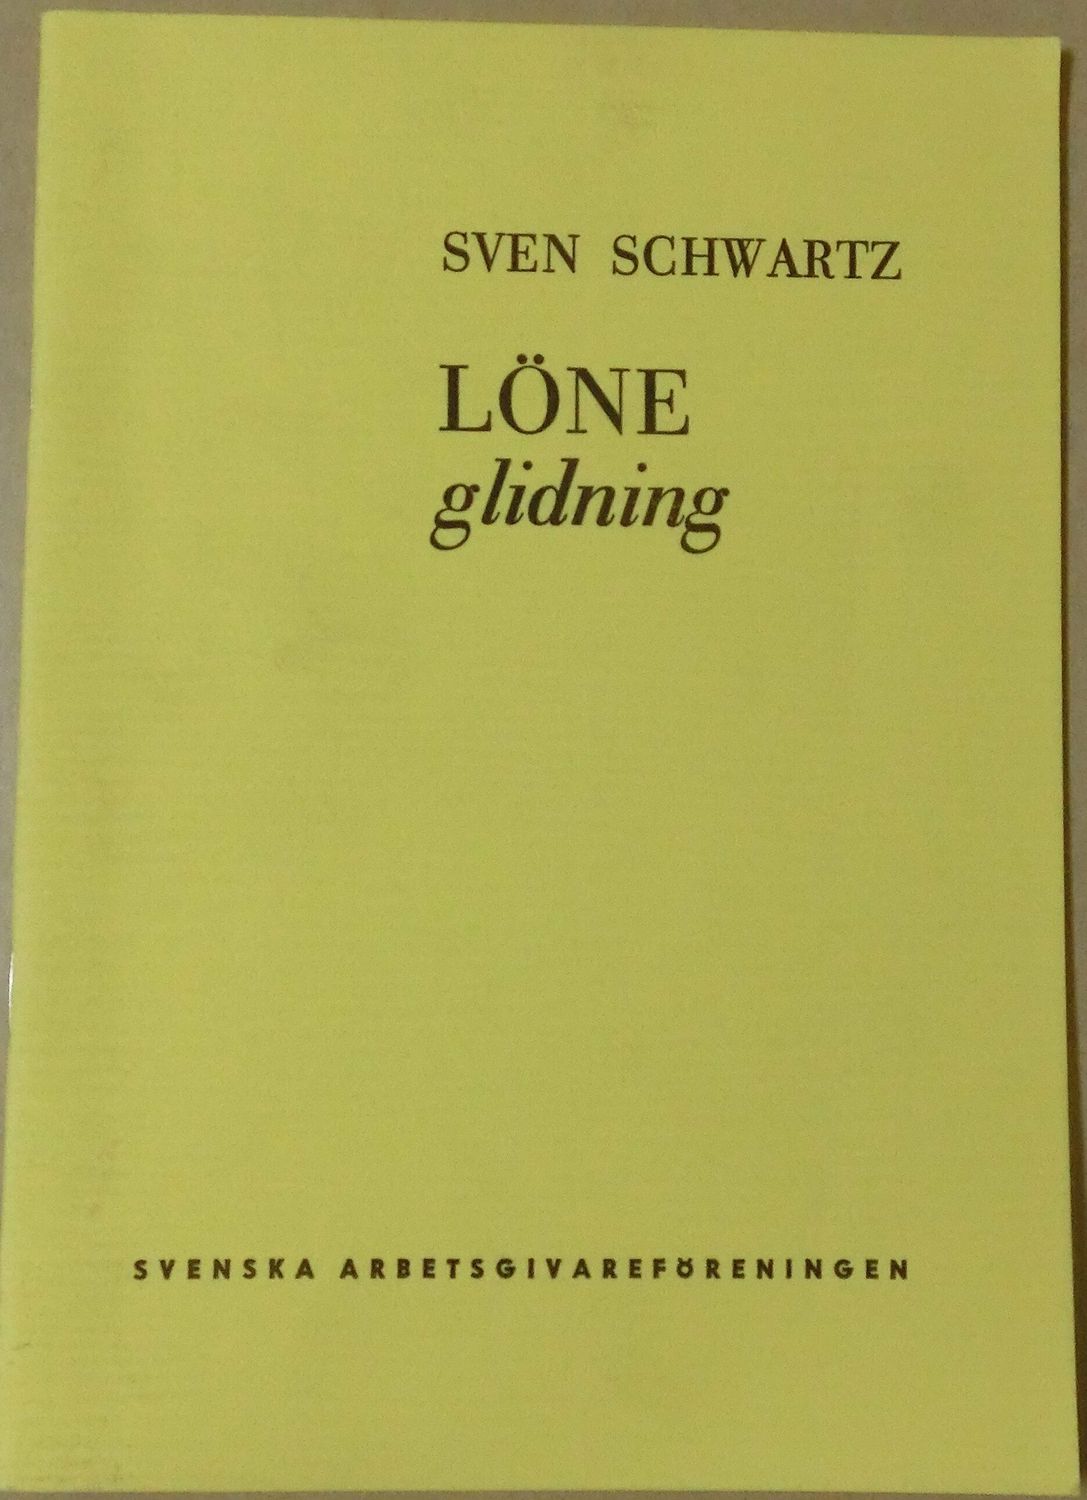 SVEN SCHWARTZ
LÖNE
glidning
SVENSKA ARBETSGIVAREFÖRENINGEN